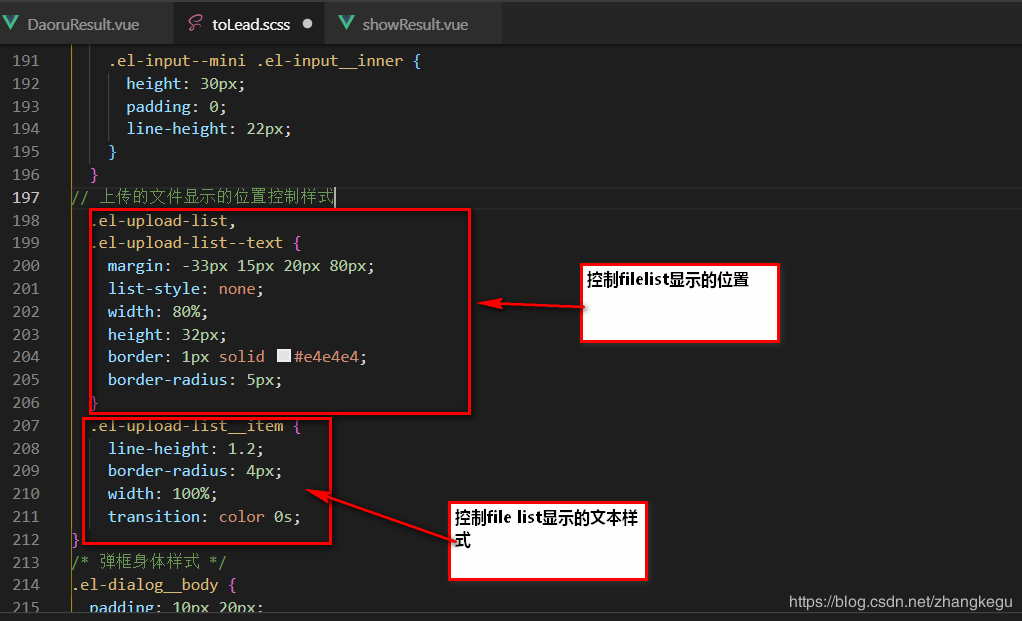 DaoruResult.vue toLead.scss showResult.vue
191 .el-input--mini .el-input__inner {
192 height: 30px;
193 padding: 0;
194 line-height: 22px;
195 }
196 }
197 // 上传的文件显示的位置控制样式
198 .el-upload-list,
199 .el-upload-list--text {
200 margin: -33px 15px 20px 80px;
201 list-style: none;
202 width: 80%;
203 height: 32px;
204 border: 1px solid #e4e4e4;
205 border-radius: 5px;
206 }
控制filelist显示的位置
207 .el-upload-list__item {
208 line-height: 1.2;
209 border-radius: 4px;
210 width: 100%;
211 transition: color 0s;
212 }
控制file list显示的文本样
式
213 /* 弹框身体样式 */
214 .el-dialog__body {
215 padding: 10px 20px;
https://blog.csdn.net/zhangkegu